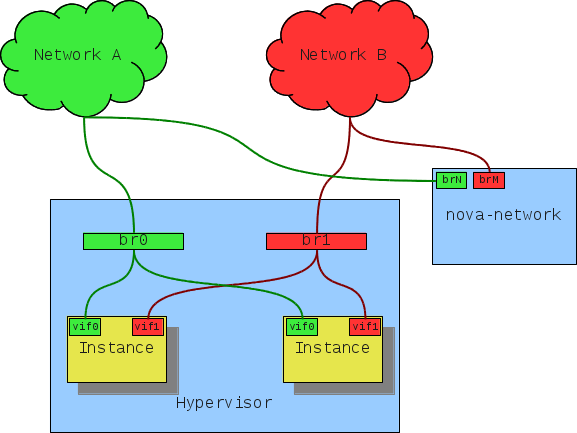 Network A
Network B
brN
brM
nova-network
br0
br1
vif0
vif1
Instance
vif0
vif1
Instance
Hypervisor